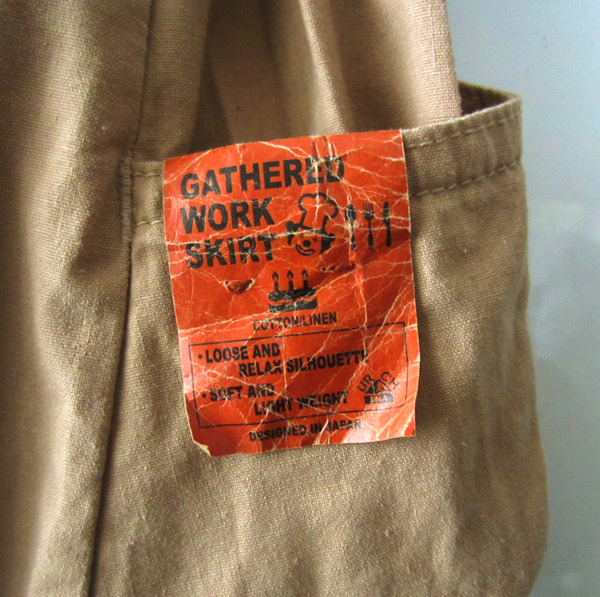 GATHERED
WORK
SKIRT
COTTON/LINEN
• LOOSE AND
RELAX SILHOUETTE
• SOFT AND
LIGHT WEIGHT
DESIGNED IN JAPAN